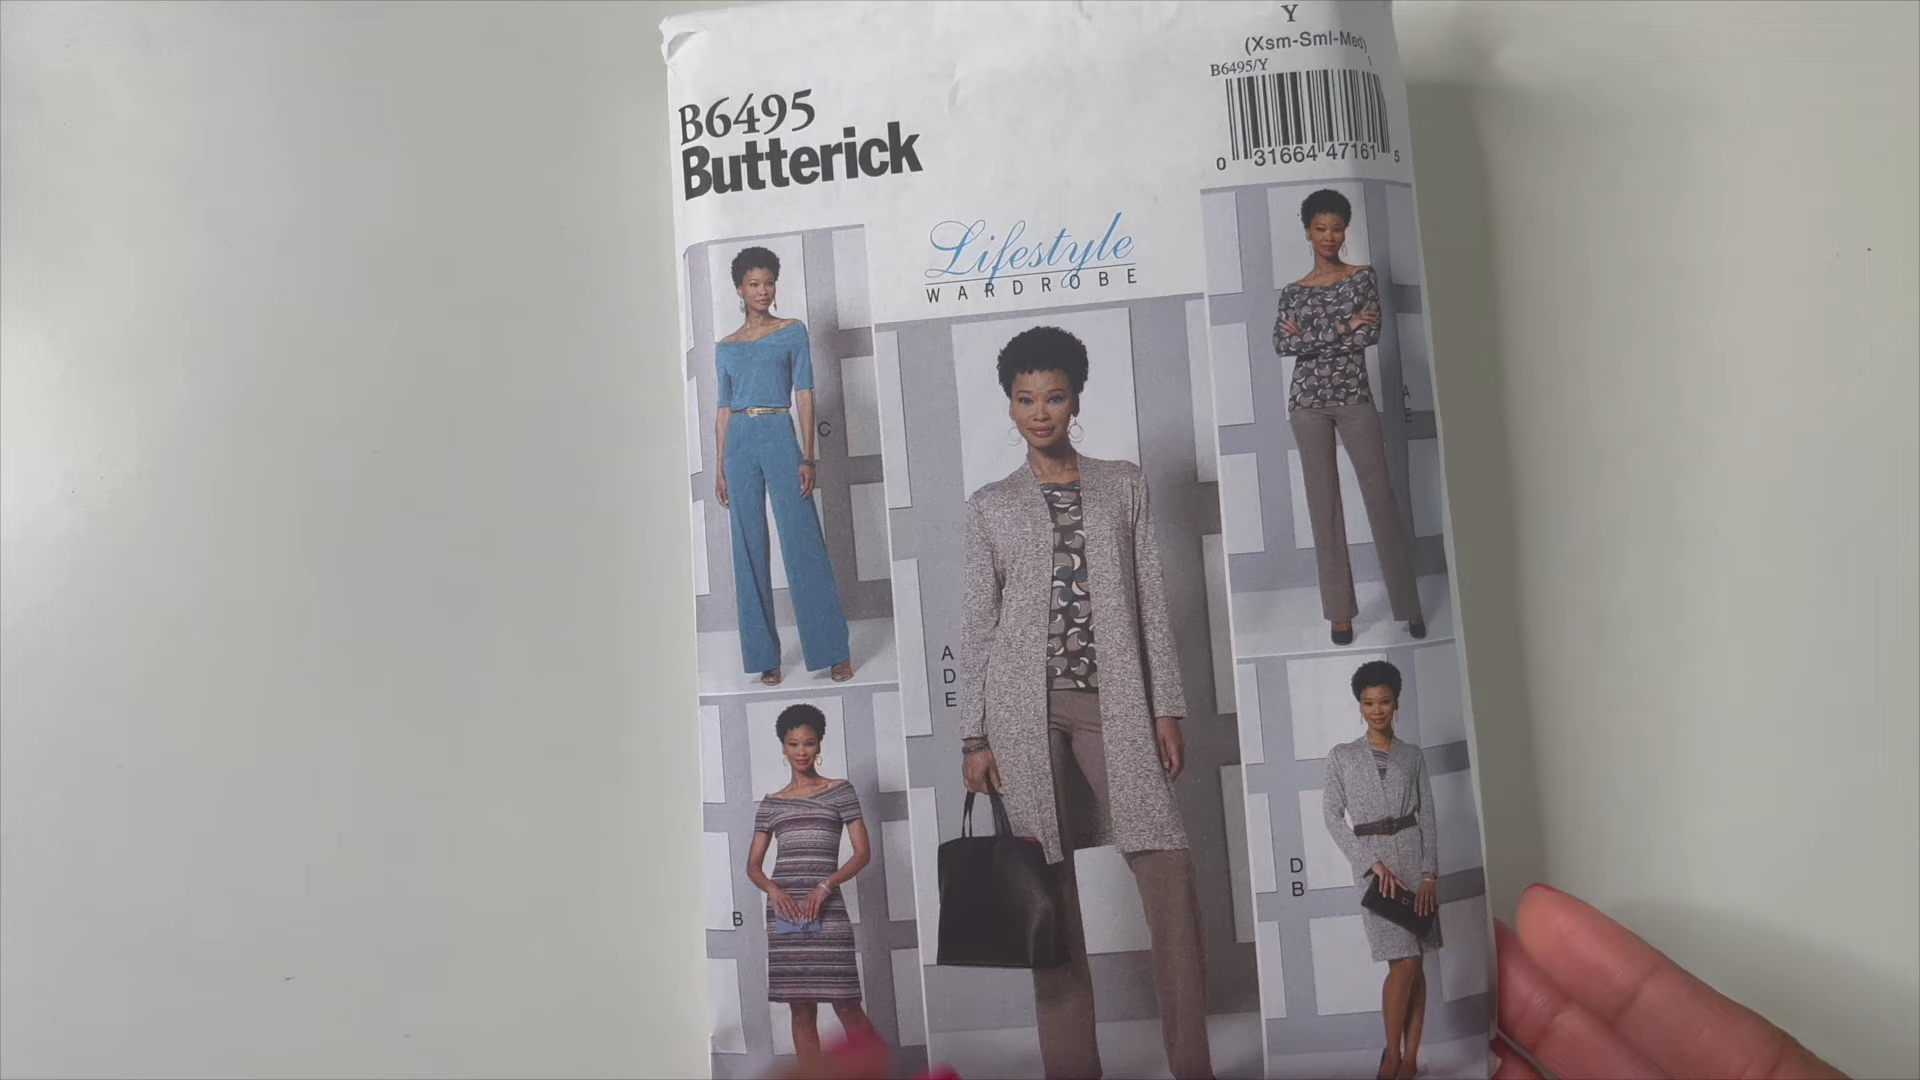 Y
(Xsm-Sml-Med)
B6495/Y
0 31664 47161 5
B6495
Butterick
Lifestyle
WARDROBE
C
A
E
A
D
E
B
D
B